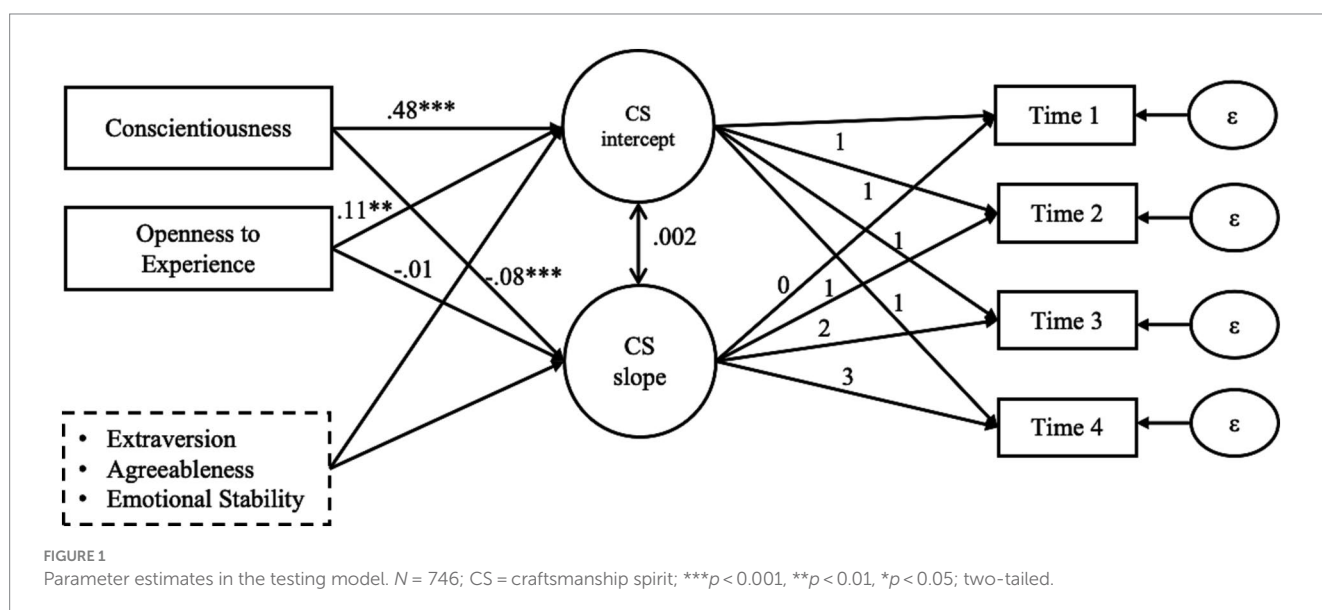 Conscientiousness
Openness to
Experience
• Extraversion
• Agreeableness
• Emotional Stability
.48***
.11**
-.01
-.08***
CS
intercept
.002
CS
slope
1
1
1
1
0
1
2
3
Time 1
Time 2
Time 3
Time 4
ε
ε
ε
ε
FIGURE 1
Parameter estimates in the testing model. N = 746; CS = craftsmanship spirit; ***p < 0.001, **p < 0.01, *p < 0.05; two-tailed.